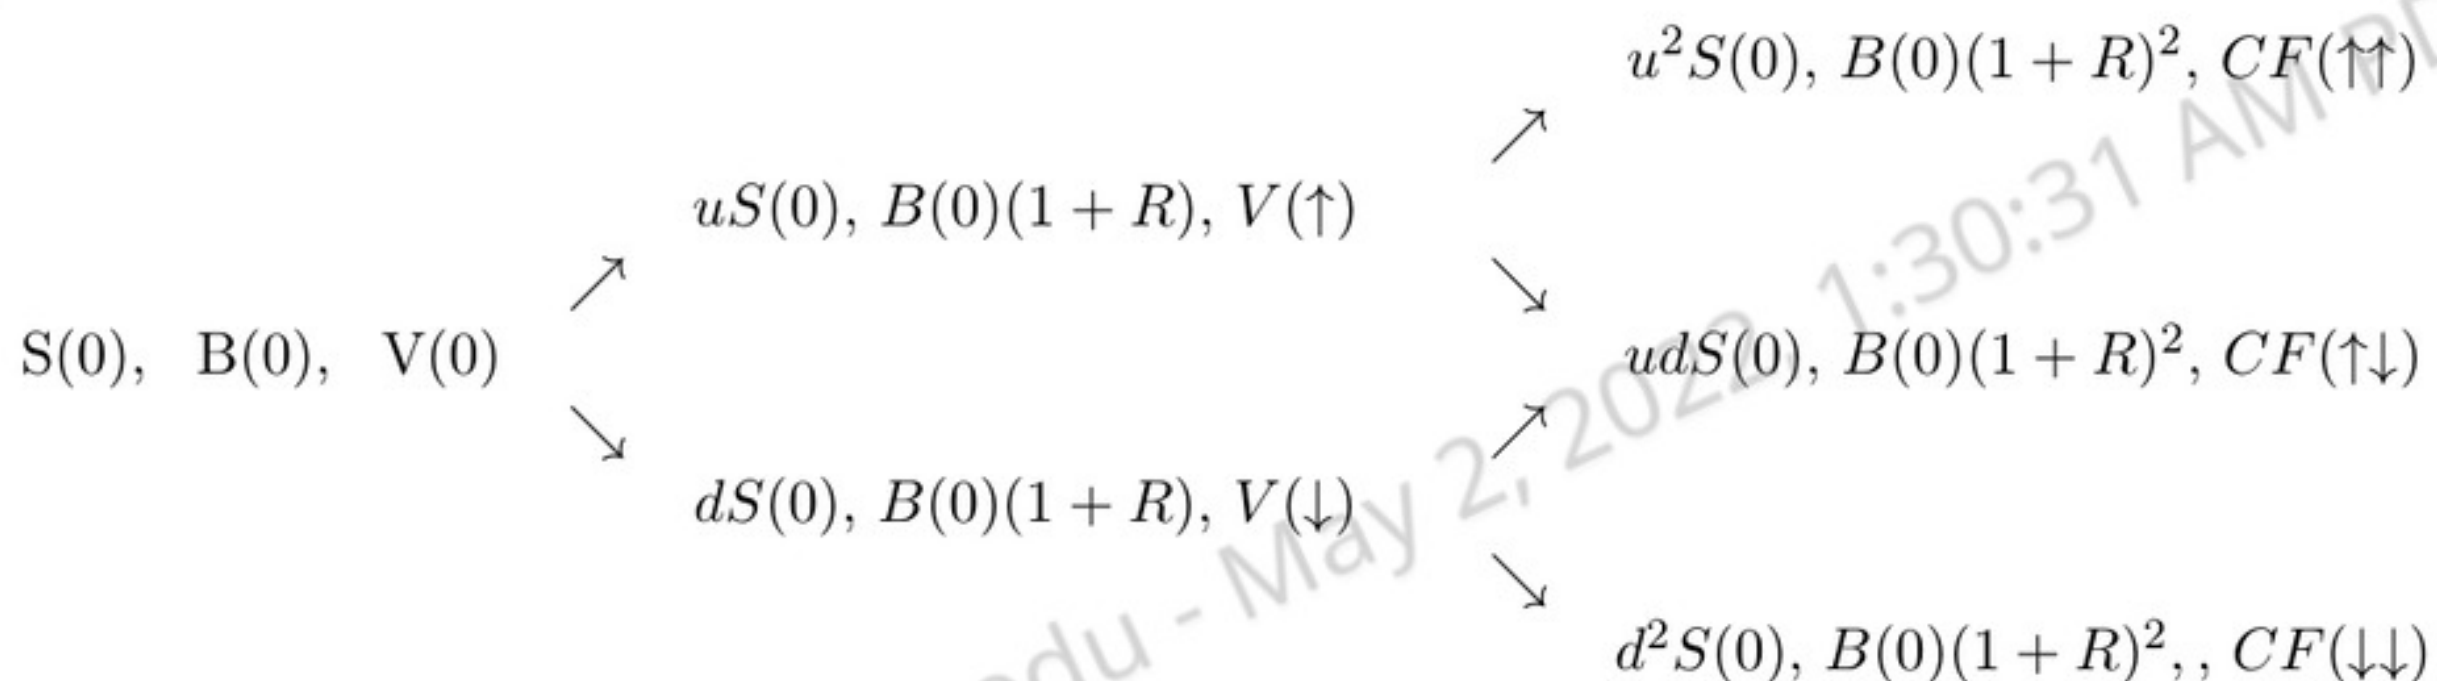 u²S(0), B(0)(1 + R)², CF(↑↑)
uS(0), B(0)(1 + R), V(↑)
S(0), B(0), V(0)
udS(0), B(0)(1 + R)², CF(↑↓)
dS(0), B(0)(1 + R), V(↓)
d²S(0), B(0)(1 + R)², , CF(↓↓)
du - May 2, 2022, 1:30:31 AM